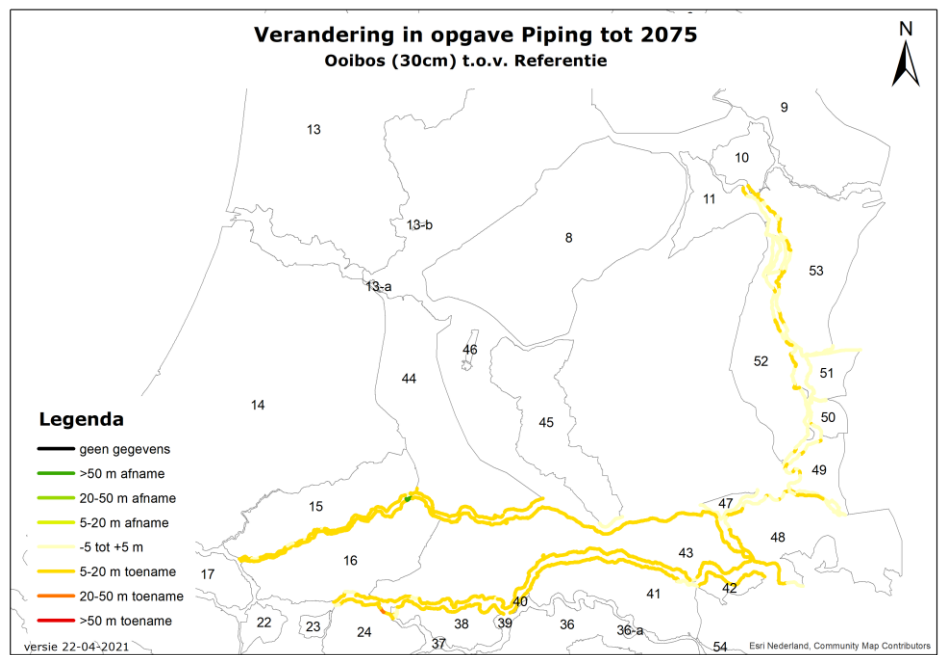 Verandering in opgave Piping tot 2075
Ooibos (30cm) t.o.v. Referentie
N
9
13
10
11
13-b
8
53
13-a
46
52
51
44
14
45
50
49
15
47
48
16
43
17
42
41
40
22
23
24
38
39
36
36-a
37
54
Legenda
geen gegevens
>50 m afname
20-50 m afname
5-20 m afname
-5 tot +5 m
5-20 m toename
20-50 m toename
>50 m toename
versie 22-04-2021
Esri Nederland, Community Map Contributors